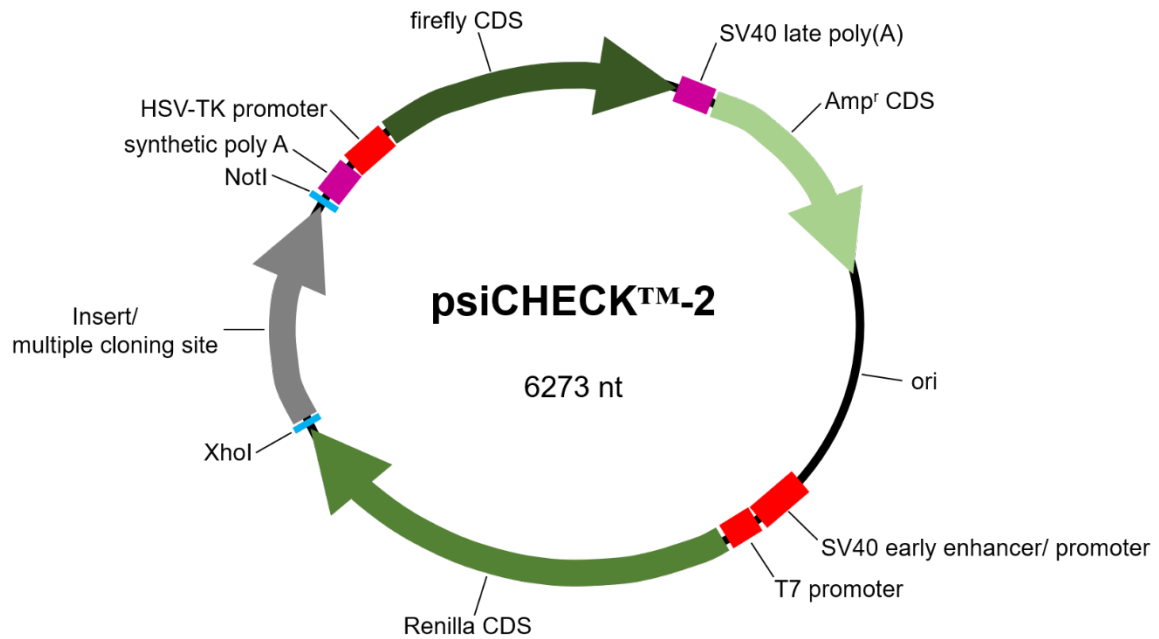 firefly CDS
SV40 late poly(A)
HSV-TK promoter
Ampʳ CDS
synthetic poly A
NotI
psiCHECK™-2
Insert/
multiple cloning site
6273 nt
ori
XhoI
SV40 early enhancer/ promoter
T7 promoter
Renilla CDS